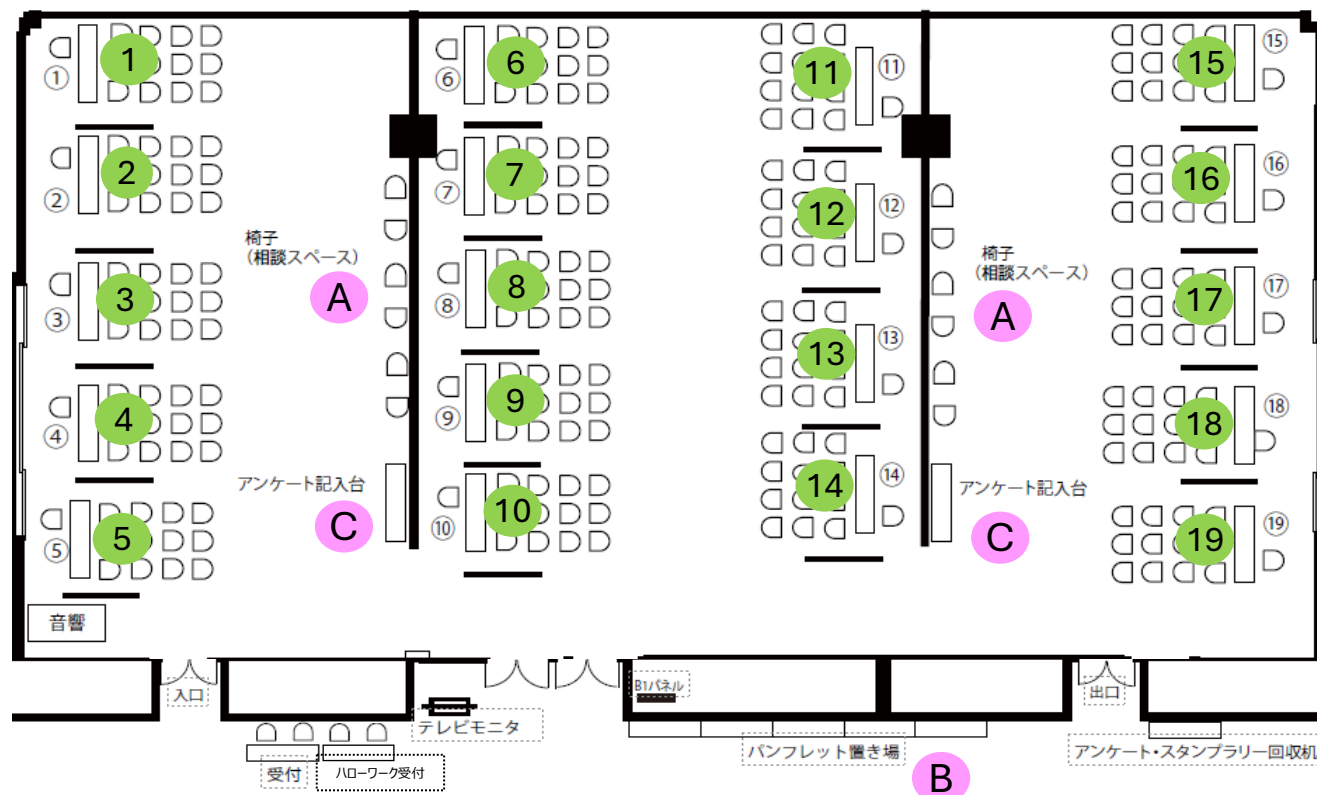 1
①
2
②
3
③
4
④
5
⑤
音響
椅子
（相談スペース）
A
アンケート記入台
C
6
⑥
7
⑦
8
⑧
9
⑨
10
⑩
11
⑪
12
⑫
13
⑬
14
⑭
椅子
（相談スペース）
A
アンケート記入台
C
15
⑮
16
⑯
17
⑰
18
⑱
19
⑲
入口
テレビモニタ
B1パネル
出口
受付
ハローワーク受付
パンフレット置き場
B
アンケート・スタンプラリー回収机